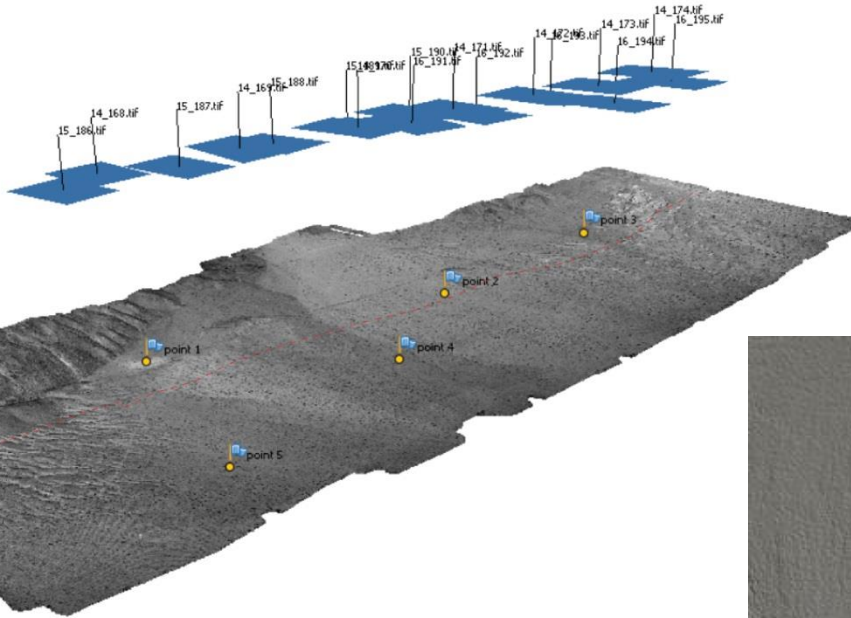 14_174.tif
16_195.tif
14_173.tif
14_172.tif
16_194.tif
14_171.tif
15_190.tif
16_192.tif
16_191.tif
15_188.tif
14_169.tif
15_187.tif
14_168.tif
15_186.tif
point 3
point 2
point 4
point 1
point 5